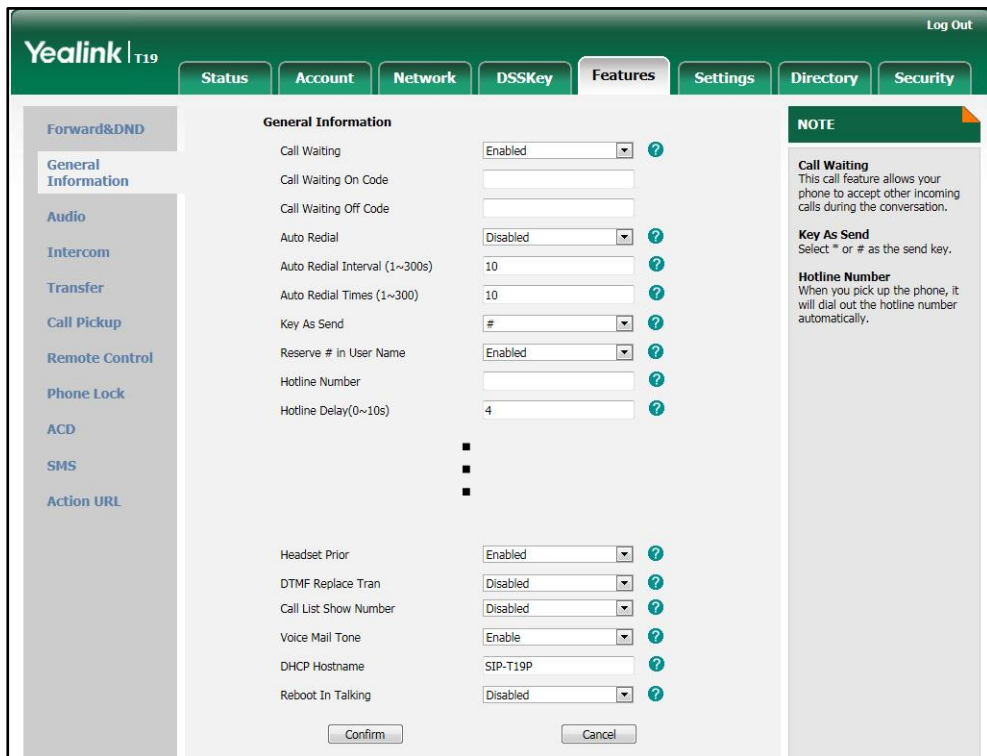 Log Out
Yealink T19
Status Account Network DSSKey Features Settings Directory Security
Forward&DND
General
Information
Audio
Intercom
Transfer
Call Pickup
Remote Control
Phone Lock
ACD
SMS
Action URL
General Information
Call Waiting Enabled ?
Call Waiting On Code
Call Waiting Off Code
Auto Redial Disabled ?
Auto Redial Interval (1~300s) 10 ?
Auto Redial Times (1~300) 10 ?
Key As Send # ?
Reserve # in User Name Enabled ?
Hotline Number ?
Hotline Delay(0~10s) 4 ?
Headset Prior Enabled ?
DTMF Replace Tran Disabled ?
Call List Show Number Disabled ?
Voice Mail Tone Enable ?
DHCP Hostname SIP-T19P ?
Reboot In Talking Disabled ?
Confirm Cancel
NOTE
Call Waiting
This call feature allows your
phone to accept other incoming
calls during the conversation.
Key As Send
Select * or # as the send key.
Hotline Number
When you pick up the phone, it
will dial out the hotline number
automatically.